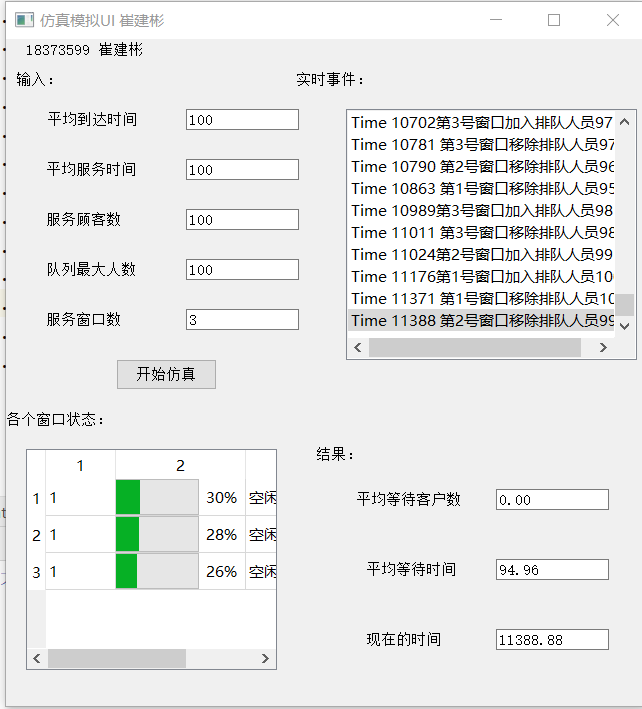 仿真模拟UI 崔建彬
18373599 崔建彬
输入：
实时事件：
平均到达时间 100
平均服务时间 100
服务顾客数 100
队列最大人数 100
服务窗口数 3
开始仿真
Time 10702第3号窗口加入排队人员97
Time 10781 第3号窗口移除排队人员97
Time 10790 第2号窗口移除排队人员96
Time 10863 第1号窗口移除排队人员95
Time 10989第3号窗口加入排队人员98
Time 11011 第3号窗口移除排队人员98
Time 11024第2号窗口加入排队人员99
Time 11176第1号窗口加入排队人员10
Time 11371 第1号窗口移除排队人员10
Time 11388 第2号窗口移除排队人员99
各个窗口状态：
1 2
1 1 30% 空闲
2 1 28% 空闲
3 1 26% 空闲
结果：
平均等待客户数 0.00
平均等待时间 94.96
现在的时间 11388.88